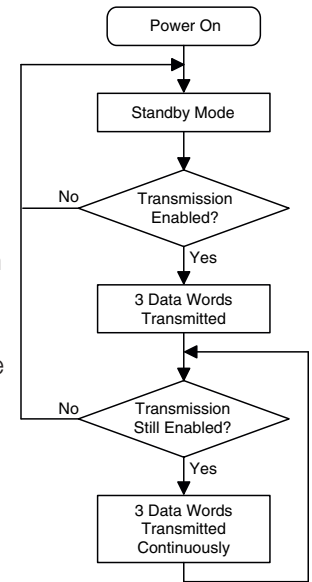 Power On
Standby Mode
No
Transmission
Enabled?
Yes
3 Data Words
Transmitted
No
Transmission
Still Enabled?
Yes
3 Data Words
Transmitted
Continuously
e